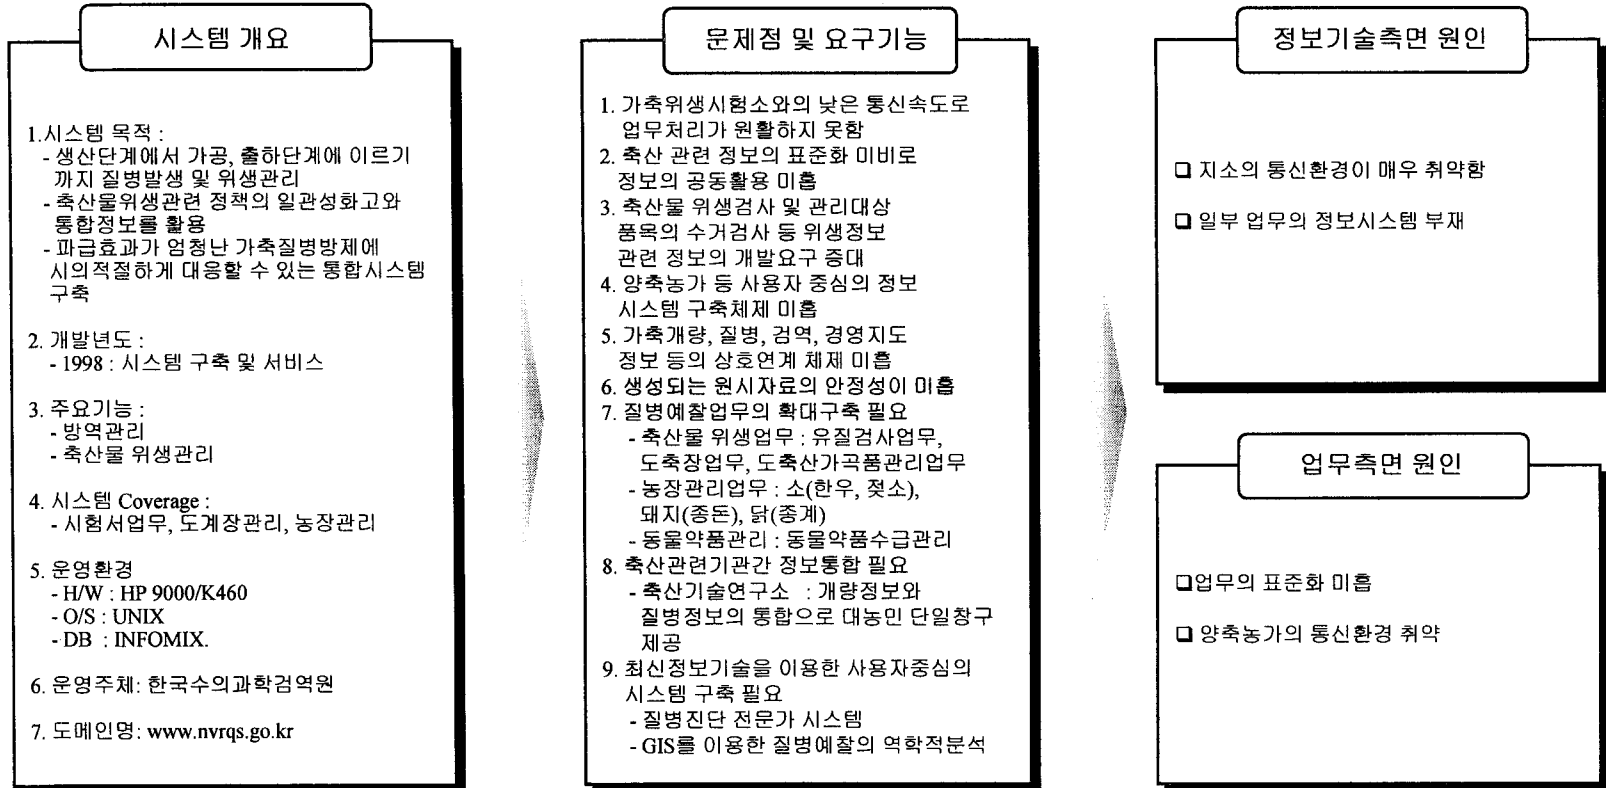 시스템 개요
1.시스템 목적 :
- 생산단계에서 가공, 출하단계에 이르기
까지 질병발생 및 위생관리
- 축산물위생관련 정책의 일관성화고와
통합정보를 활용
- 파급효과가 엄청난 가축질병방제에
시의적절하게 대응할 수 있는 통합시스템
구축
2. 개발년도 :
- 1998 : 시스템 구축 및 서비스
3. 주요기능 :
- 방역관리
- 축산물 위생관리
4. 시스템 Coverage :
- 시험서업무, 도계장관리, 농장관리
5. 운영환경
- H/W : HP 9000/K460
- O/S : UNIX
- DB : INFOMIX.
6. 운영주체: 한국수의과학검역원
7. 도메인명: www.nvrqs.go.kr
문제점 및 요구기능
1. 가축위생시험소와의 낮은 통신속도로
업무처리가 원활하지 못함
2. 축산 관련 정보의 표준화 미비로
정보의 공동활용 미흡
3. 축산물 위생검사 및 관리대상
품목의 수거검사 등 위생정보
관련 정보의 개발요구 증대
4. 양축농가 등 사용자 중심의 정보
시스템 구축체제 미흡
5. 가축개량, 질병, 검역, 경영지도
정보 등의 상호연계 체제 미흡
6. 생성되는 원시자료의 안정성이 미흡
7. 질병예찰업무의 확대구축 필요
- 축산물 위생업무 : 유질검사업무,
도축장업무, 도축산가곡품관리업무
- 농장관리업무 : 소(한우, 젖소),
돼지(종돈), 닭(종계)
- 동물약품관리 : 동물약품수급관리
8. 축산관련기관간 정보통합 필요
- 축산기술연구소 : 개량정보와
질병정보의 통합으로 대농민 단일창구
제공
9. 최신정보기술을 이용한 사용자중심의
시스템 구축 필요
- 질병진단 전문가 시스템
- GIS를 이용한 질병예찰의 역학적분석
정보기술측면 원인
❑ 지소의 통신환경이 매우 취약함
❑ 일부 업무의 정보시스템 부재
업무측면 원인
❑업무의 표준화 미흡
❑ 양축농가의 통신환경 취약